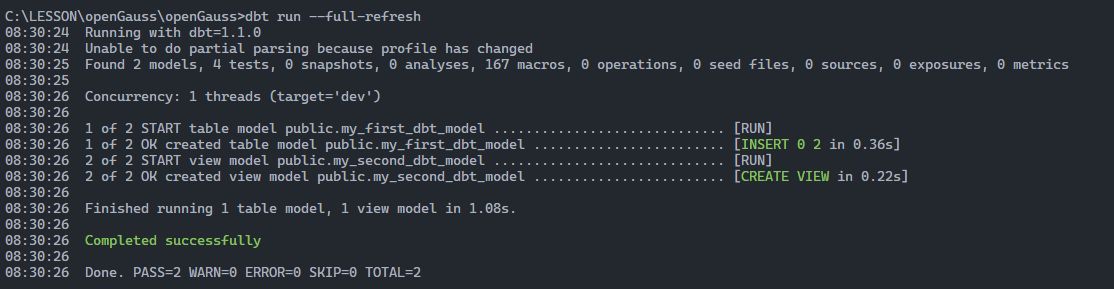 C:\LESSON\openGauss\openGauss>dbt run --full-refresh
08:30:24  Running with dbt=1.1.0
08:30:24  Unable to do partial parsing because profile has changed
08:30:25  Found 2 models, 4 tests, 0 snapshots, 0 analyses, 167 macros, 0 operations, 0 seed files, 0 sources, 0 exposures, 0 metrics
08:30:25
08:30:26  Concurrency: 1 threads (target='dev')
08:30:26
08:30:26  1 of 2 START table model public.my_first_dbt_model ............................. [RUN]
08:30:26  1 of 2 OK created table model public.my_first_dbt_model ........................ [INSERT 0 2 in 0.36s]
08:30:26  2 of 2 START view model public.my_second_dbt_model ............................. [RUN]
08:30:26  2 of 2 OK created view model public.my_second_dbt_model ........................ [CREATE VIEW in 0.22s]
08:30:26
08:30:26  Finished running 1 table model, 1 view model in 1.08s.
08:30:26
08:30:26  Completed successfully
08:30:26
08:30:26  Done. PASS=2 WARN=0 ERROR=0 SKIP=0 TOTAL=2